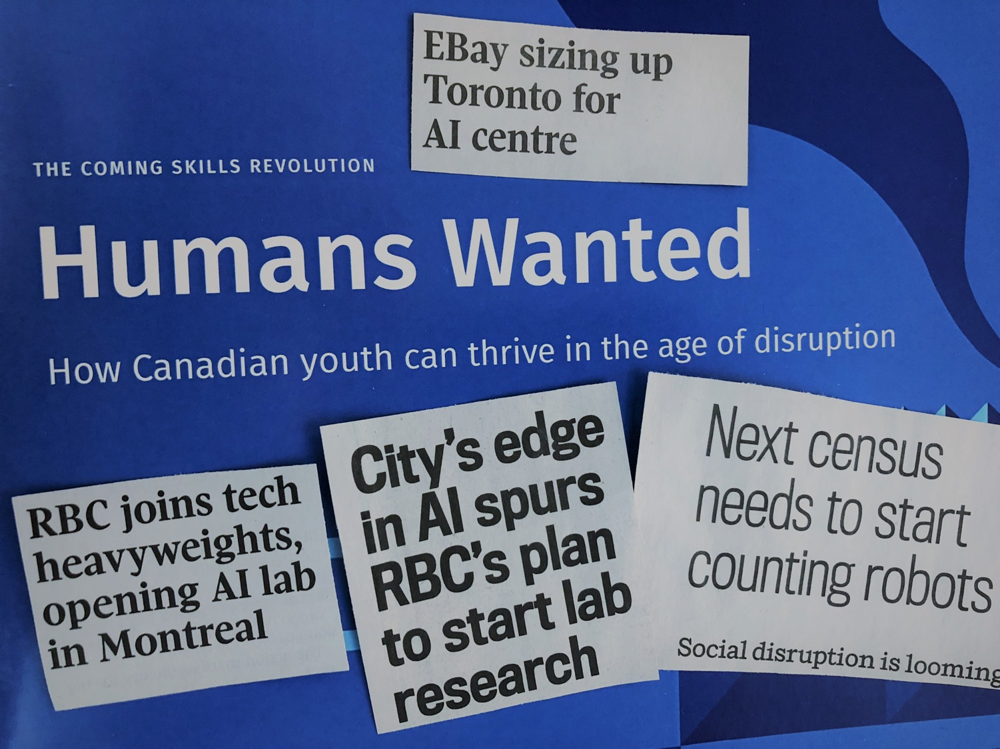 EBay sizing up
Toronto for
AI centre
THE COMING SKILLS REVOLUTION
Humans Wanted
How Canadian youth can thrive in the age of disruption
RBC joins tech
heavyweights,
opening AI lab
in Montreal
City's edge
in AI spurs
RBC's plan
to start lab
research
Next census
needs to start
counting robots
Social disruption is looming